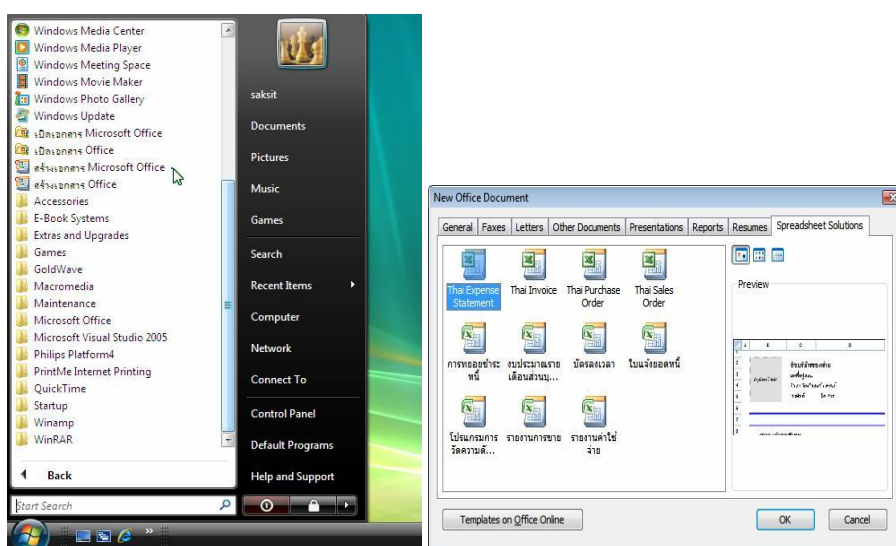 Windows Media Center
Windows Media Player
Windows Meeting Space
Windows Movie Maker
Windows Photo Gallery
Windows Update
เปิดเอกสาร Microsoft Office
เปิดเอกสาร Office
สร้างเอกสาร Microsoft Office
สร้างเอกสาร Office
Accessories
E-Book Systems
Extras and Upgrades
Games
GoldWave
Macromedia
Maintenance
Microsoft Office
Microsoft Visual Studio 2005
Philips Platform4
PrintMe Internet Printing
QuickTime
Startup
Winamp
WinRAR
Back
Start Search
saksit
Documents
Pictures
Music
Games
Search
Recent Items
Computer
Network
Connect To
Control Panel
Default Programs
Help and Support
New Office Document
General Faxes Letters Other Documents Presentations Reports Resumes Spreadsheet Solutions
Thai Expense Statement
Thai Invoice
Thai Purchase Order
Thai Sales Order
การทยอยชำระหนี้
งบประมาณรายเดือนส่วนบุ...
บัตรลงเวลา
ใบแจ้งยอดหนี้
โปรแกรมการวัดความดั...
รายงานการขาย
รายงานค่าใช้จ่าย
Preview
Templates on Office Online
OK
Cancel